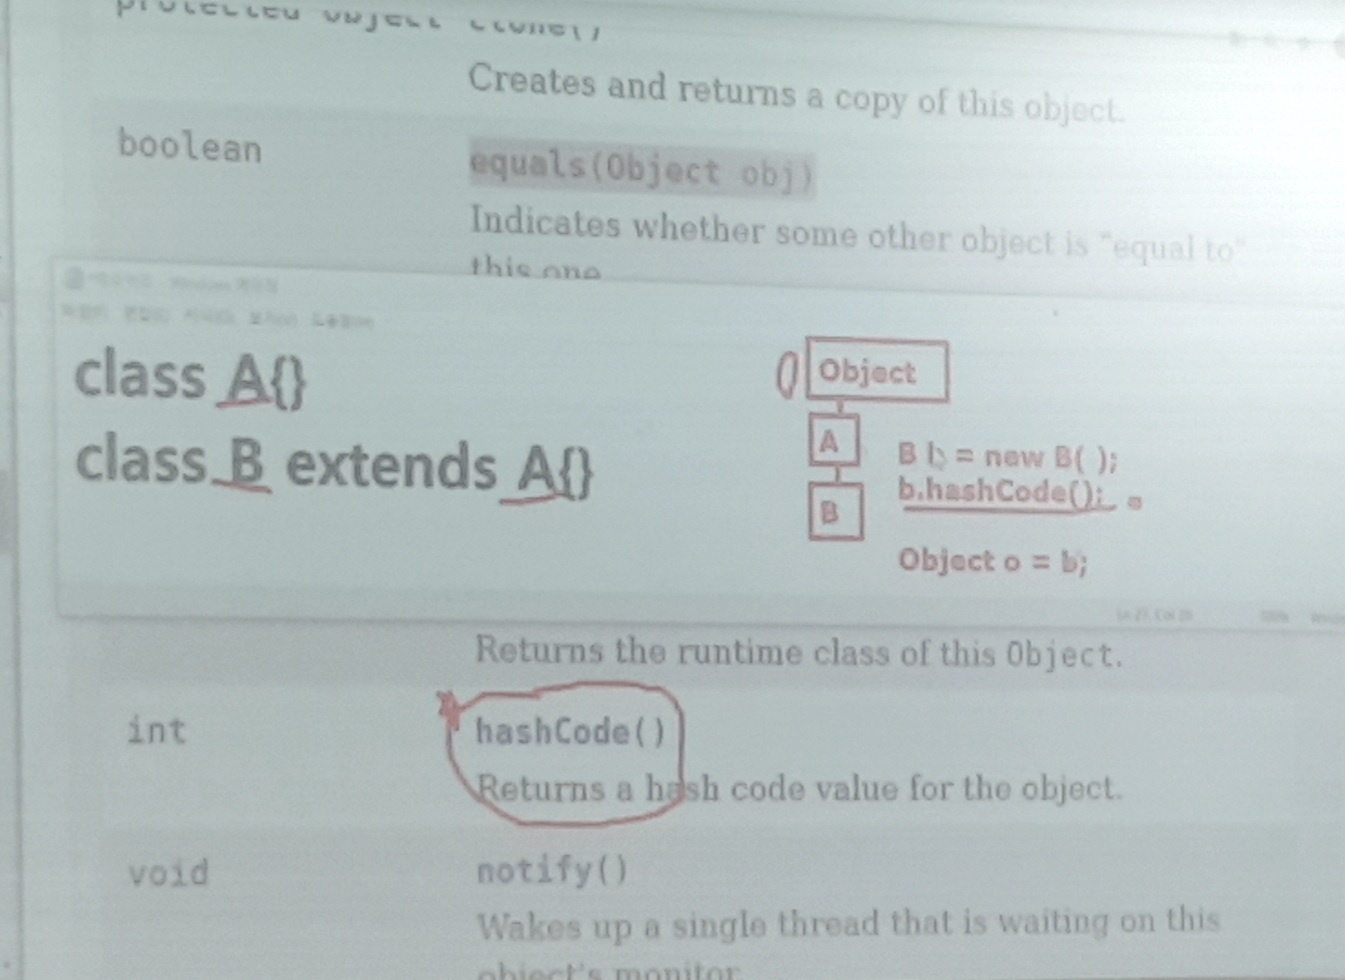 protected Object clone()
Creates and returns a copy of this object.
boolean
equals(Object obj)
Indicates whether some other object is "equal to"
this one
class A{}
class B extends A{}
Object
A
B
B b = new B( );
b.hashCode();
Object o = b;
Returns the runtime class of this Object.
int
hashCode()
Returns a hash code value for the object.
void
notify()
Wakes up a single thread that is waiting on this
object's monitor